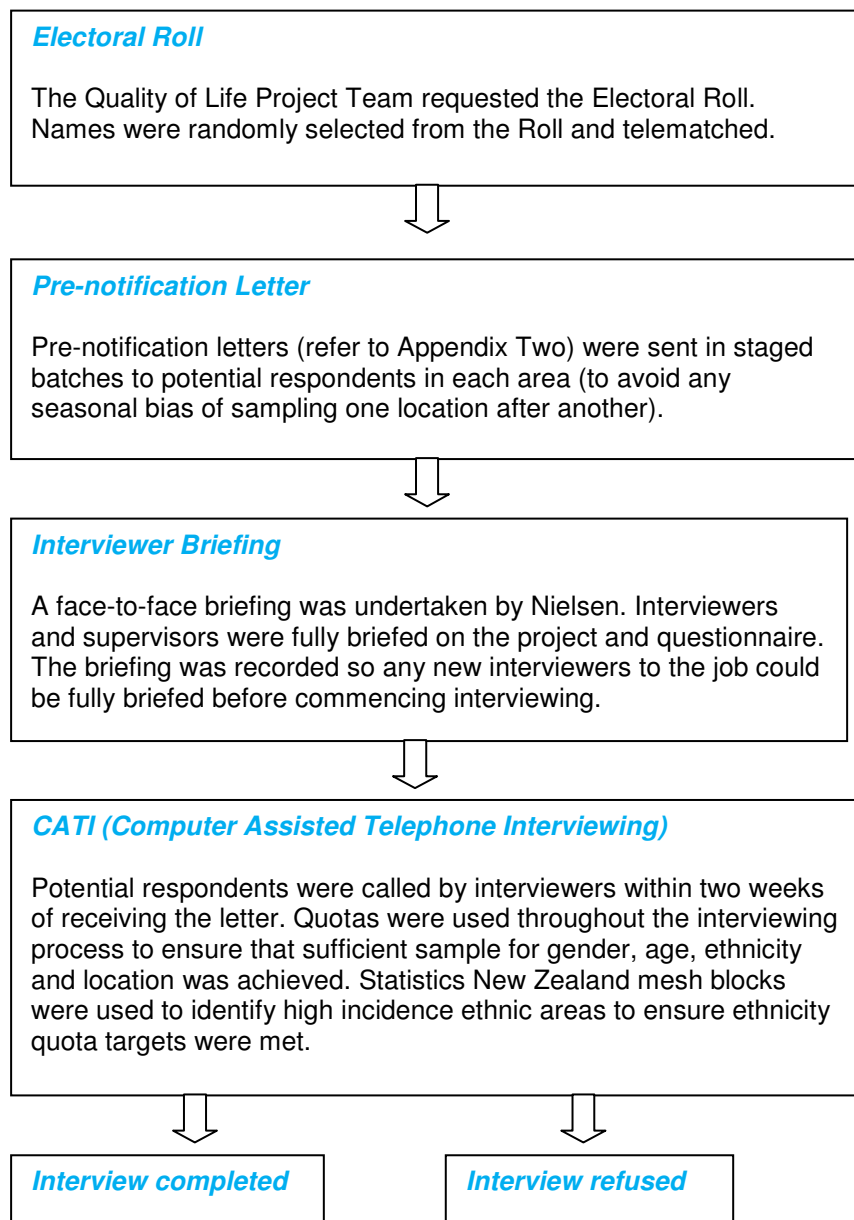 Electoral Roll
The Quality of Life Project Team requested the Electoral Roll.
Names were randomly selected from the Roll and telematched.
Pre-notification Letter
Pre-notification letters (refer to Appendix Two) were sent in staged
batches to potential respondents in each area (to avoid any
seasonal bias of sampling one location after another).
Interviewer Briefing
A face-to-face briefing was undertaken by Nielsen. Interviewers
and supervisors were fully briefed on the project and questionnaire.
The briefing was recorded so any new interviewers to the job could
be fully briefed before commencing interviewing.
CATI (Computer Assisted Telephone Interviewing)
Potential respondents were called by interviewers within two weeks
of receiving the letter. Quotas were used throughout the interviewing
process to ensure that sufficient sample for gender, age, ethnicity
and location was achieved. Statistics New Zealand mesh blocks
were used to identify high incidence ethnic areas to ensure ethnicity
quota targets were met.
Interview completed
Interview refused